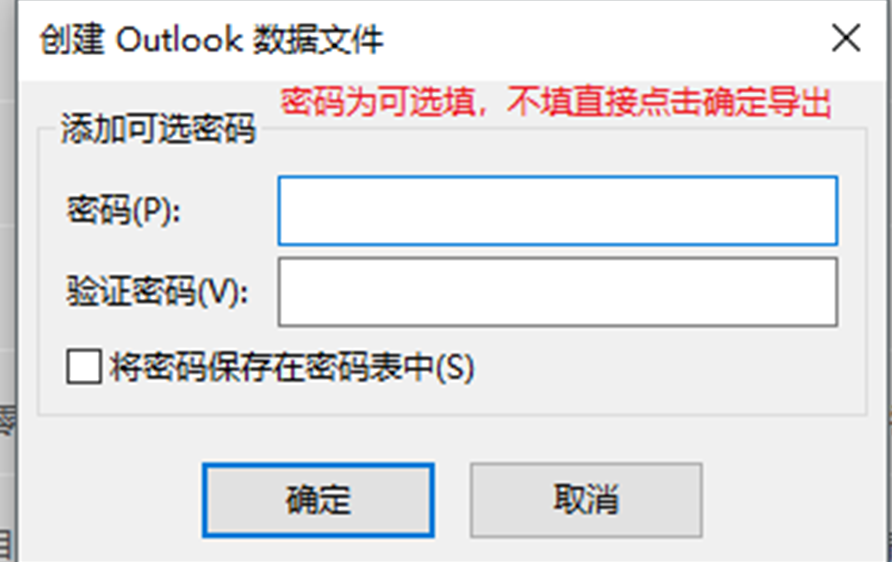 创建 Outlook 数据文件
密码为可选填，不填直接点击确定导出
添加可选密码
密码(P):
验证密码(V):
将密码保存在密码表中(S)
确定
取消